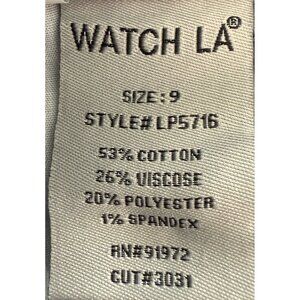 WATCH LA®
SIZE: 9
STYLE# LP5716
53% COTTON
26% VISCOSE
20% POLYESTER
1% SPANDEX
RN#91972
CUT#3031